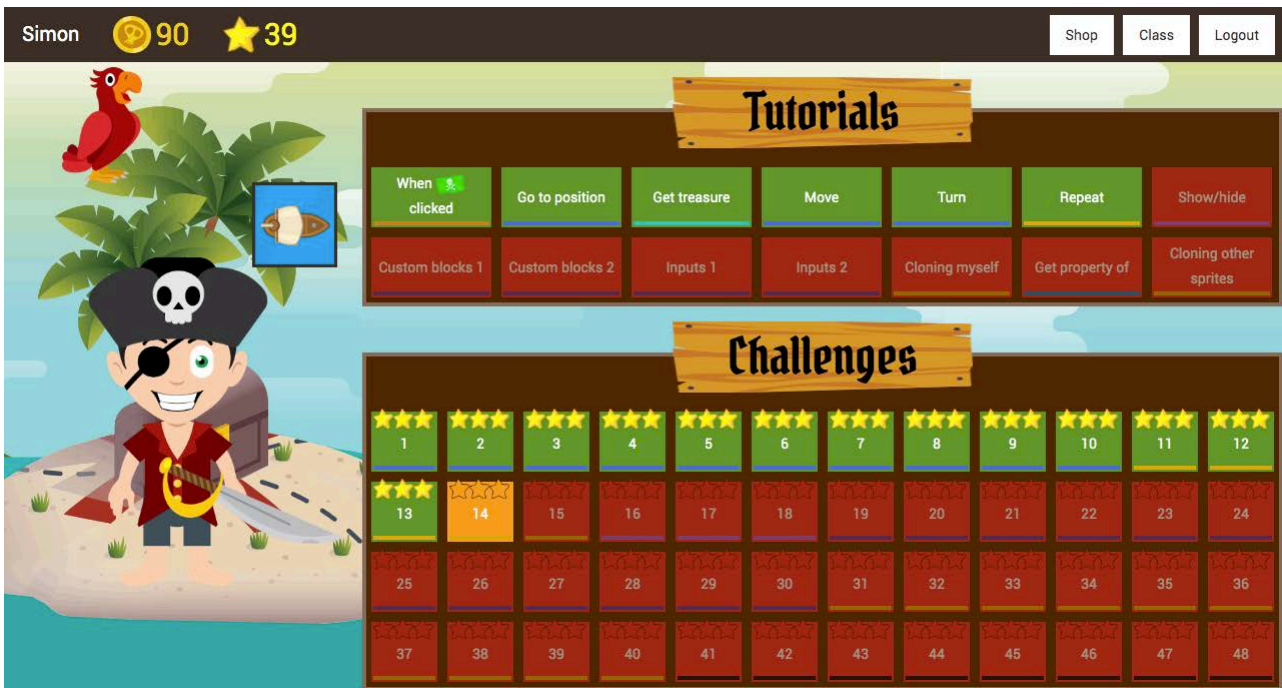 Simon 90 39 Shop Class Logout
Tutorials
When clicked Go to position Get treasure Move Turn Repeat Show/hide
Custom blocks 1 Custom blocks 2 Inputs 1 Inputs 2 Cloning myself Get property of Cloning other sprites
Challenges
1 2 3 4 5 6 7 8 9 10 11 12
13 14 15 16 17 18 19 20 21 22 23 24
25 26 27 28 29 30 31 32 33 34 35 36
37 38 39 40 41 42 43 44 45 46 47 48